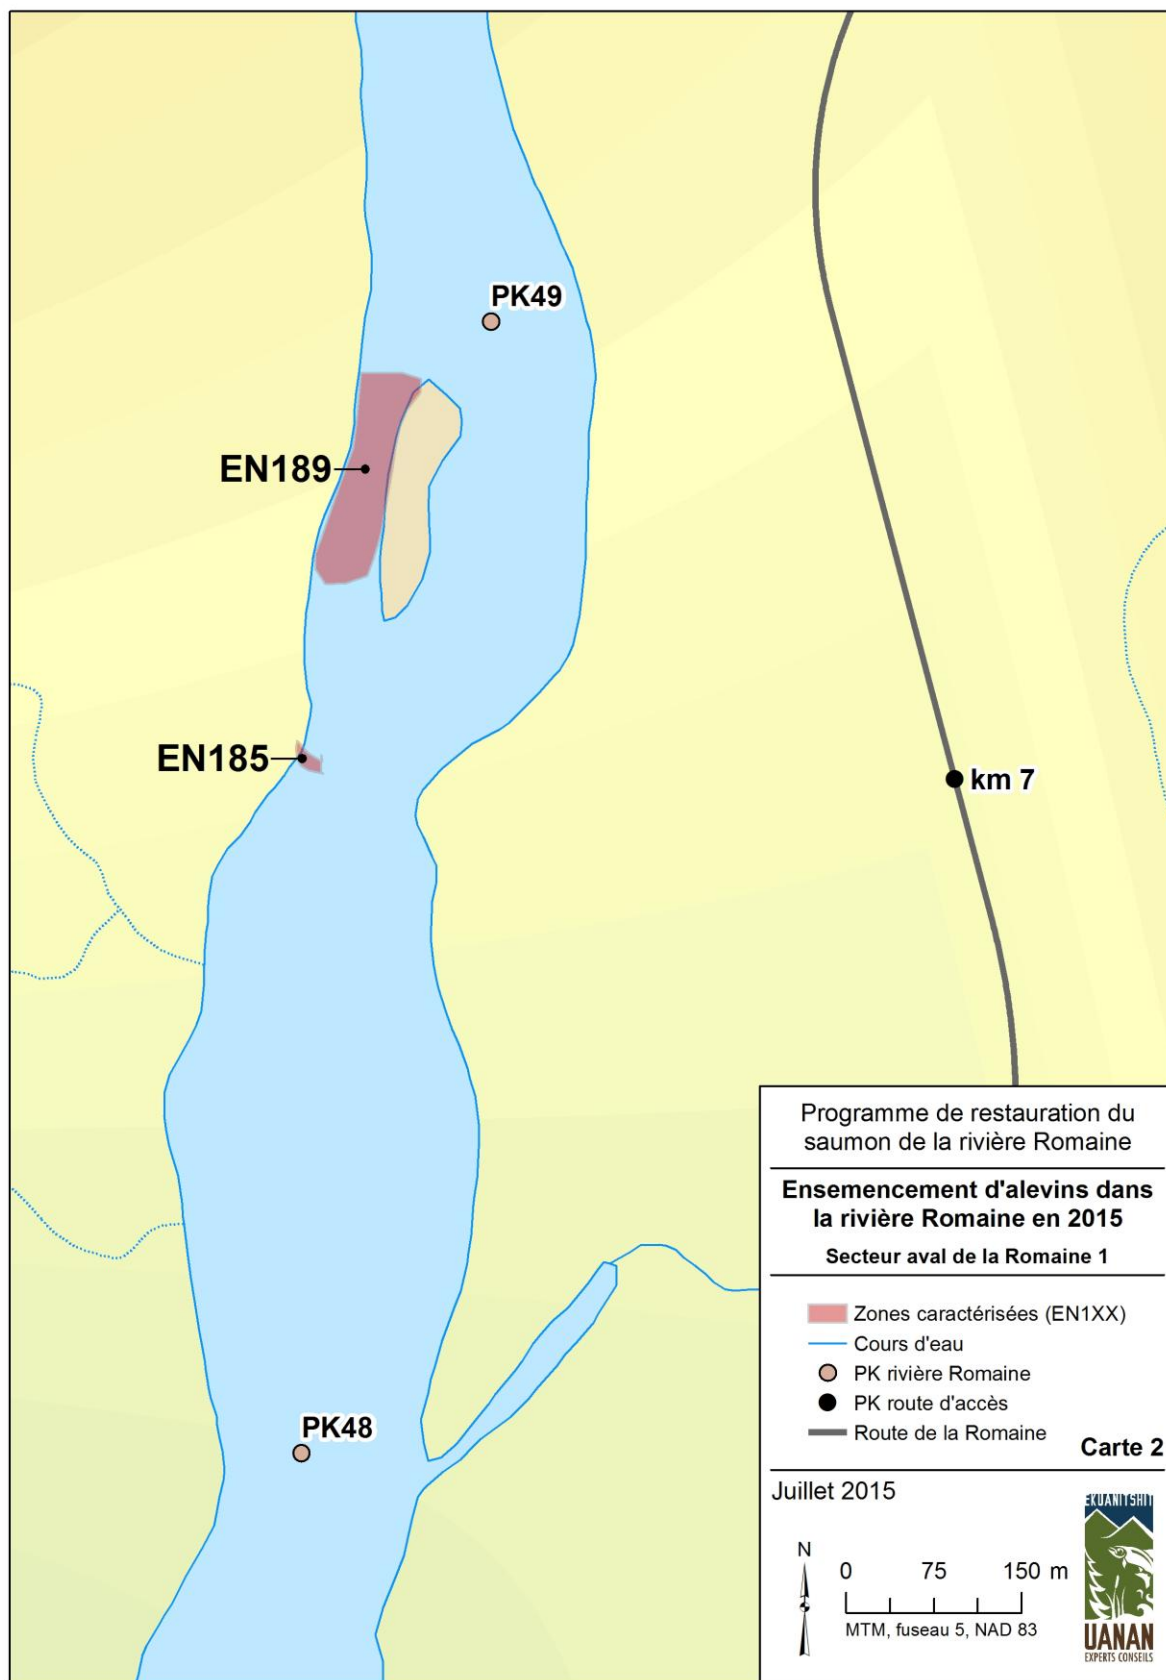 PK49
EN189
EN185
km 7
PK48
Programme de restauration du
saumon de la rivière Romaine
Ensemencement d'alevins dans
la rivière Romaine en 2015
Secteur aval de la Romaine 1
Zones caractérisées (EN1XX)
Cours d'eau
PK rivière Romaine
PK route d'accès
Route de la Romaine
Carte 2
Juillet 2015
N
0 75 150 m
MTM, fuseau 5, NAD 83
EKUANITSHIT
UANAN
EXPERTS CONSEILS